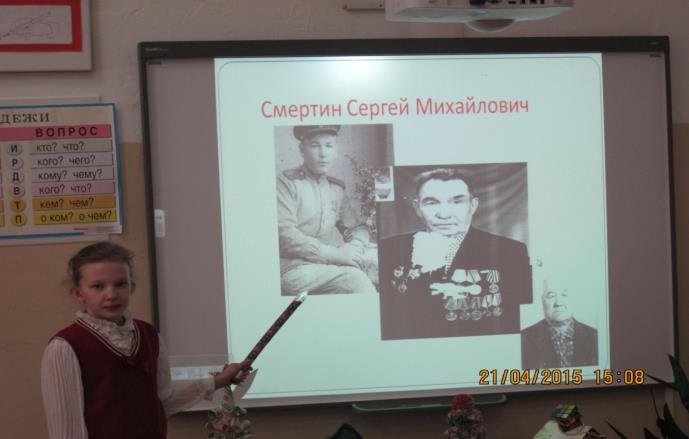 Смертин Сергей Михайлович
ДЕЖИ
ВОПРОС
И кто? что?
Р кого? чего?
Д кому? чему?
В кого? что?
Т кем? чем?
П о ком? о чем?
21/04/2015 15:08